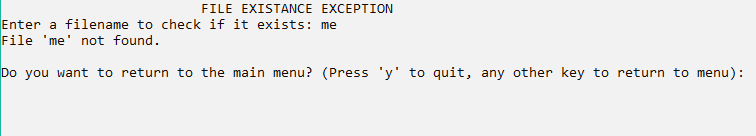 FILE EXISTANCE EXCEPTION
Enter a filename to check if it exists: me
File 'me' not found.
Do you want to return to the main menu? (Press 'y' to quit, any other key to return to menu):